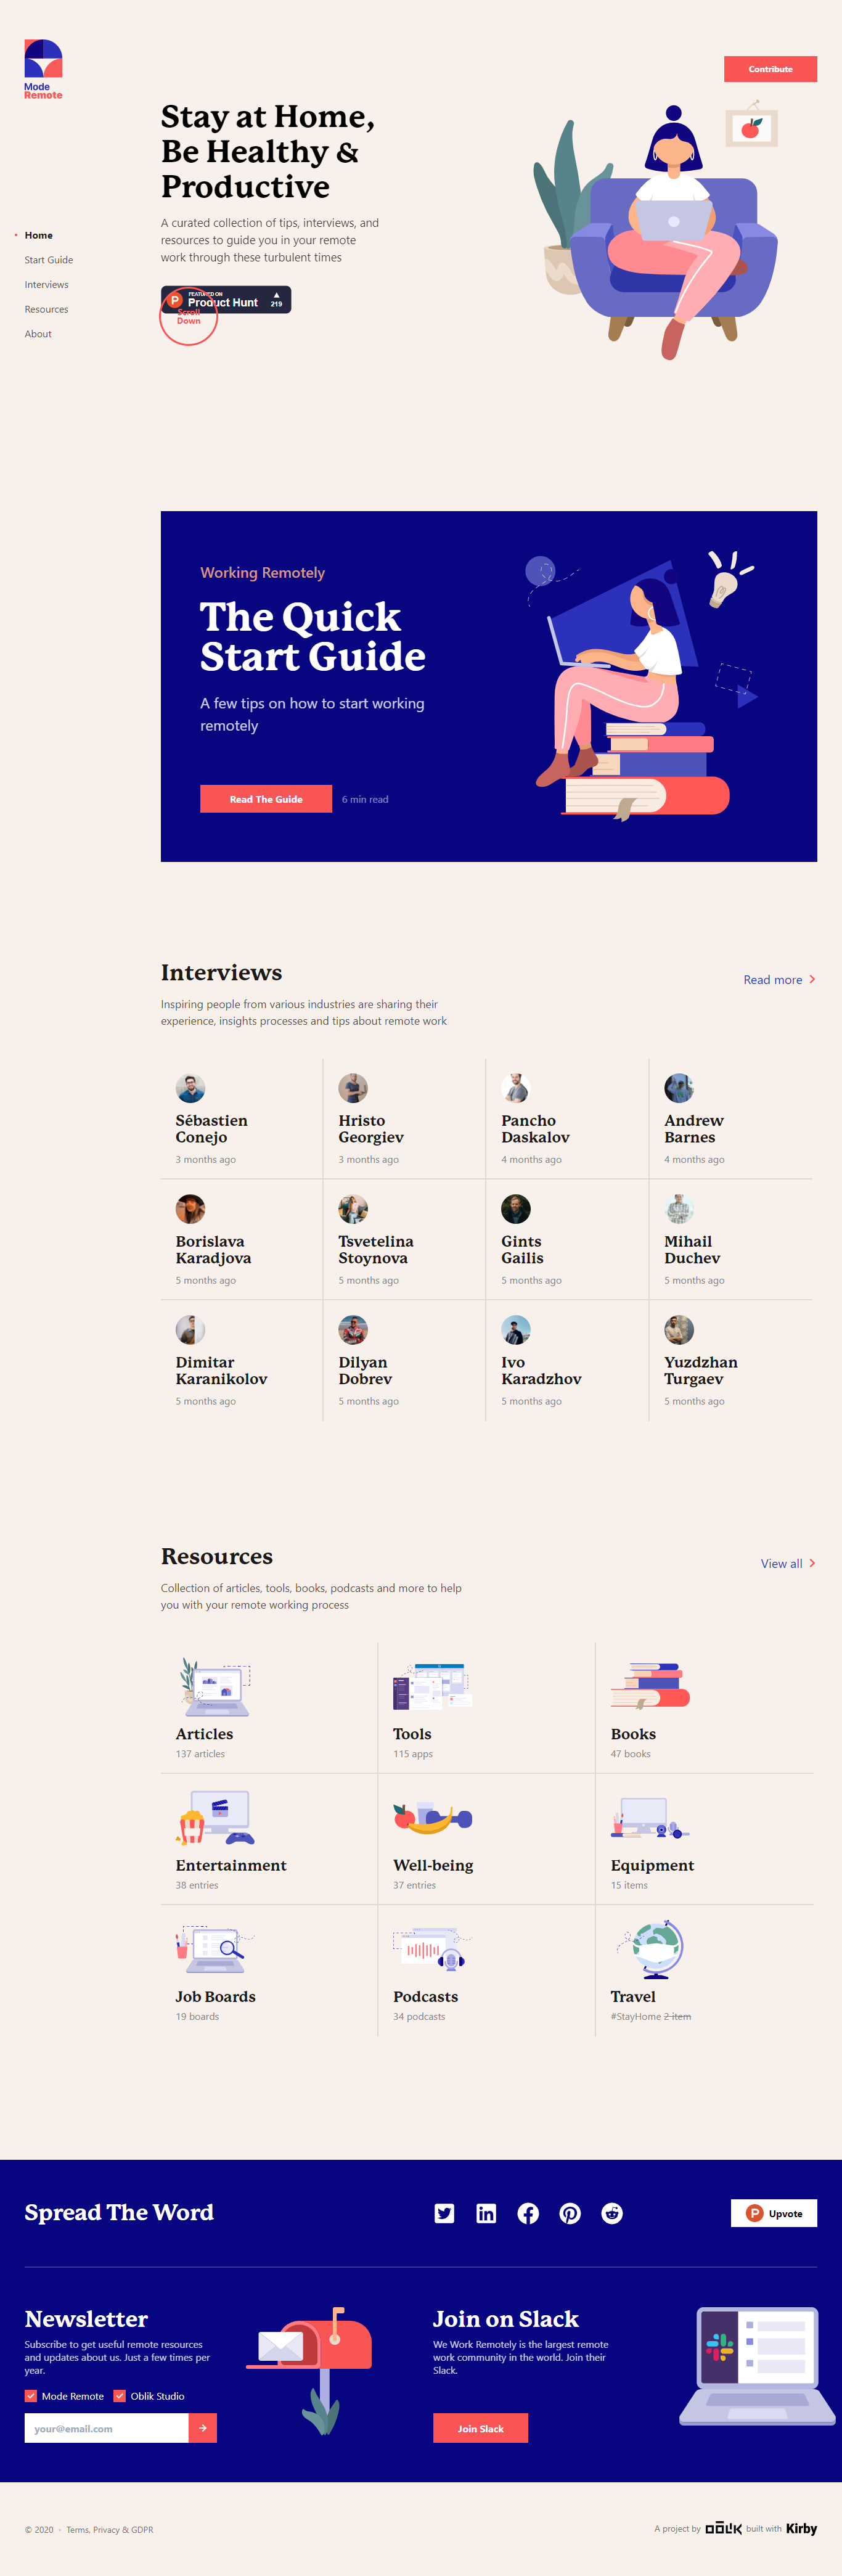 Mode
Remote
Contribute
Stay at Home,
Be Healthy &
Productive
A curated collection of tips, interviews, and
resources to guide you in your remote
work through these turbulent times
Home
Start Guide
Interviews
Resources
About
FEATURED ON
Product Hunt
219
Scroll
Down
Working Remotely
The Quick
Start Guide
A few tips on how to start working
remotely
Read The Guide
6 min read
Interviews
Read more
Inspiring people from various industries are sharing their
experience, insights processes and tips about remote work
Sébastien
Conejo
3 months ago
Hristo
Georgiev
3 months ago
Pancho
Daskalov
4 months ago
Andrew
Barnes
4 months ago
Borislava
Karadjova
5 months ago
Tsvetelina
Stoynova
5 months ago
Gints
Gailis
5 months ago
Mihail
Duchev
5 months ago
Dimitar
Karanikolov
5 months ago
Dilyan
Dobrev
5 months ago
Ivo
Karadzhov
5 months ago
Yuzdzhan
Turgaev
5 months ago
Resources
View all
Collection of articles, tools, books, podcasts and more to help
you with your remote working process
Articles
137 articles
Tools
115 apps
Books
47 books
Entertainment
38 entries
Well-being
37 entries
Equipment
15 items
Job Boards
19 boards
Podcasts
34 podcasts
Travel
#StayHome 2 item
Spread The Word
P Upvote
Newsletter
Subscribe to get useful remote resources
and updates about us. Just a few times per
year.
Mode Remote
Oblik Studio
your@email.com
Join on Slack
We Work Remotely is the largest remote
work community in the world. Join their
Slack.
Join Slack
© 2020 · Terms, Privacy & GDPR
A project by OOLIK built with Kirby